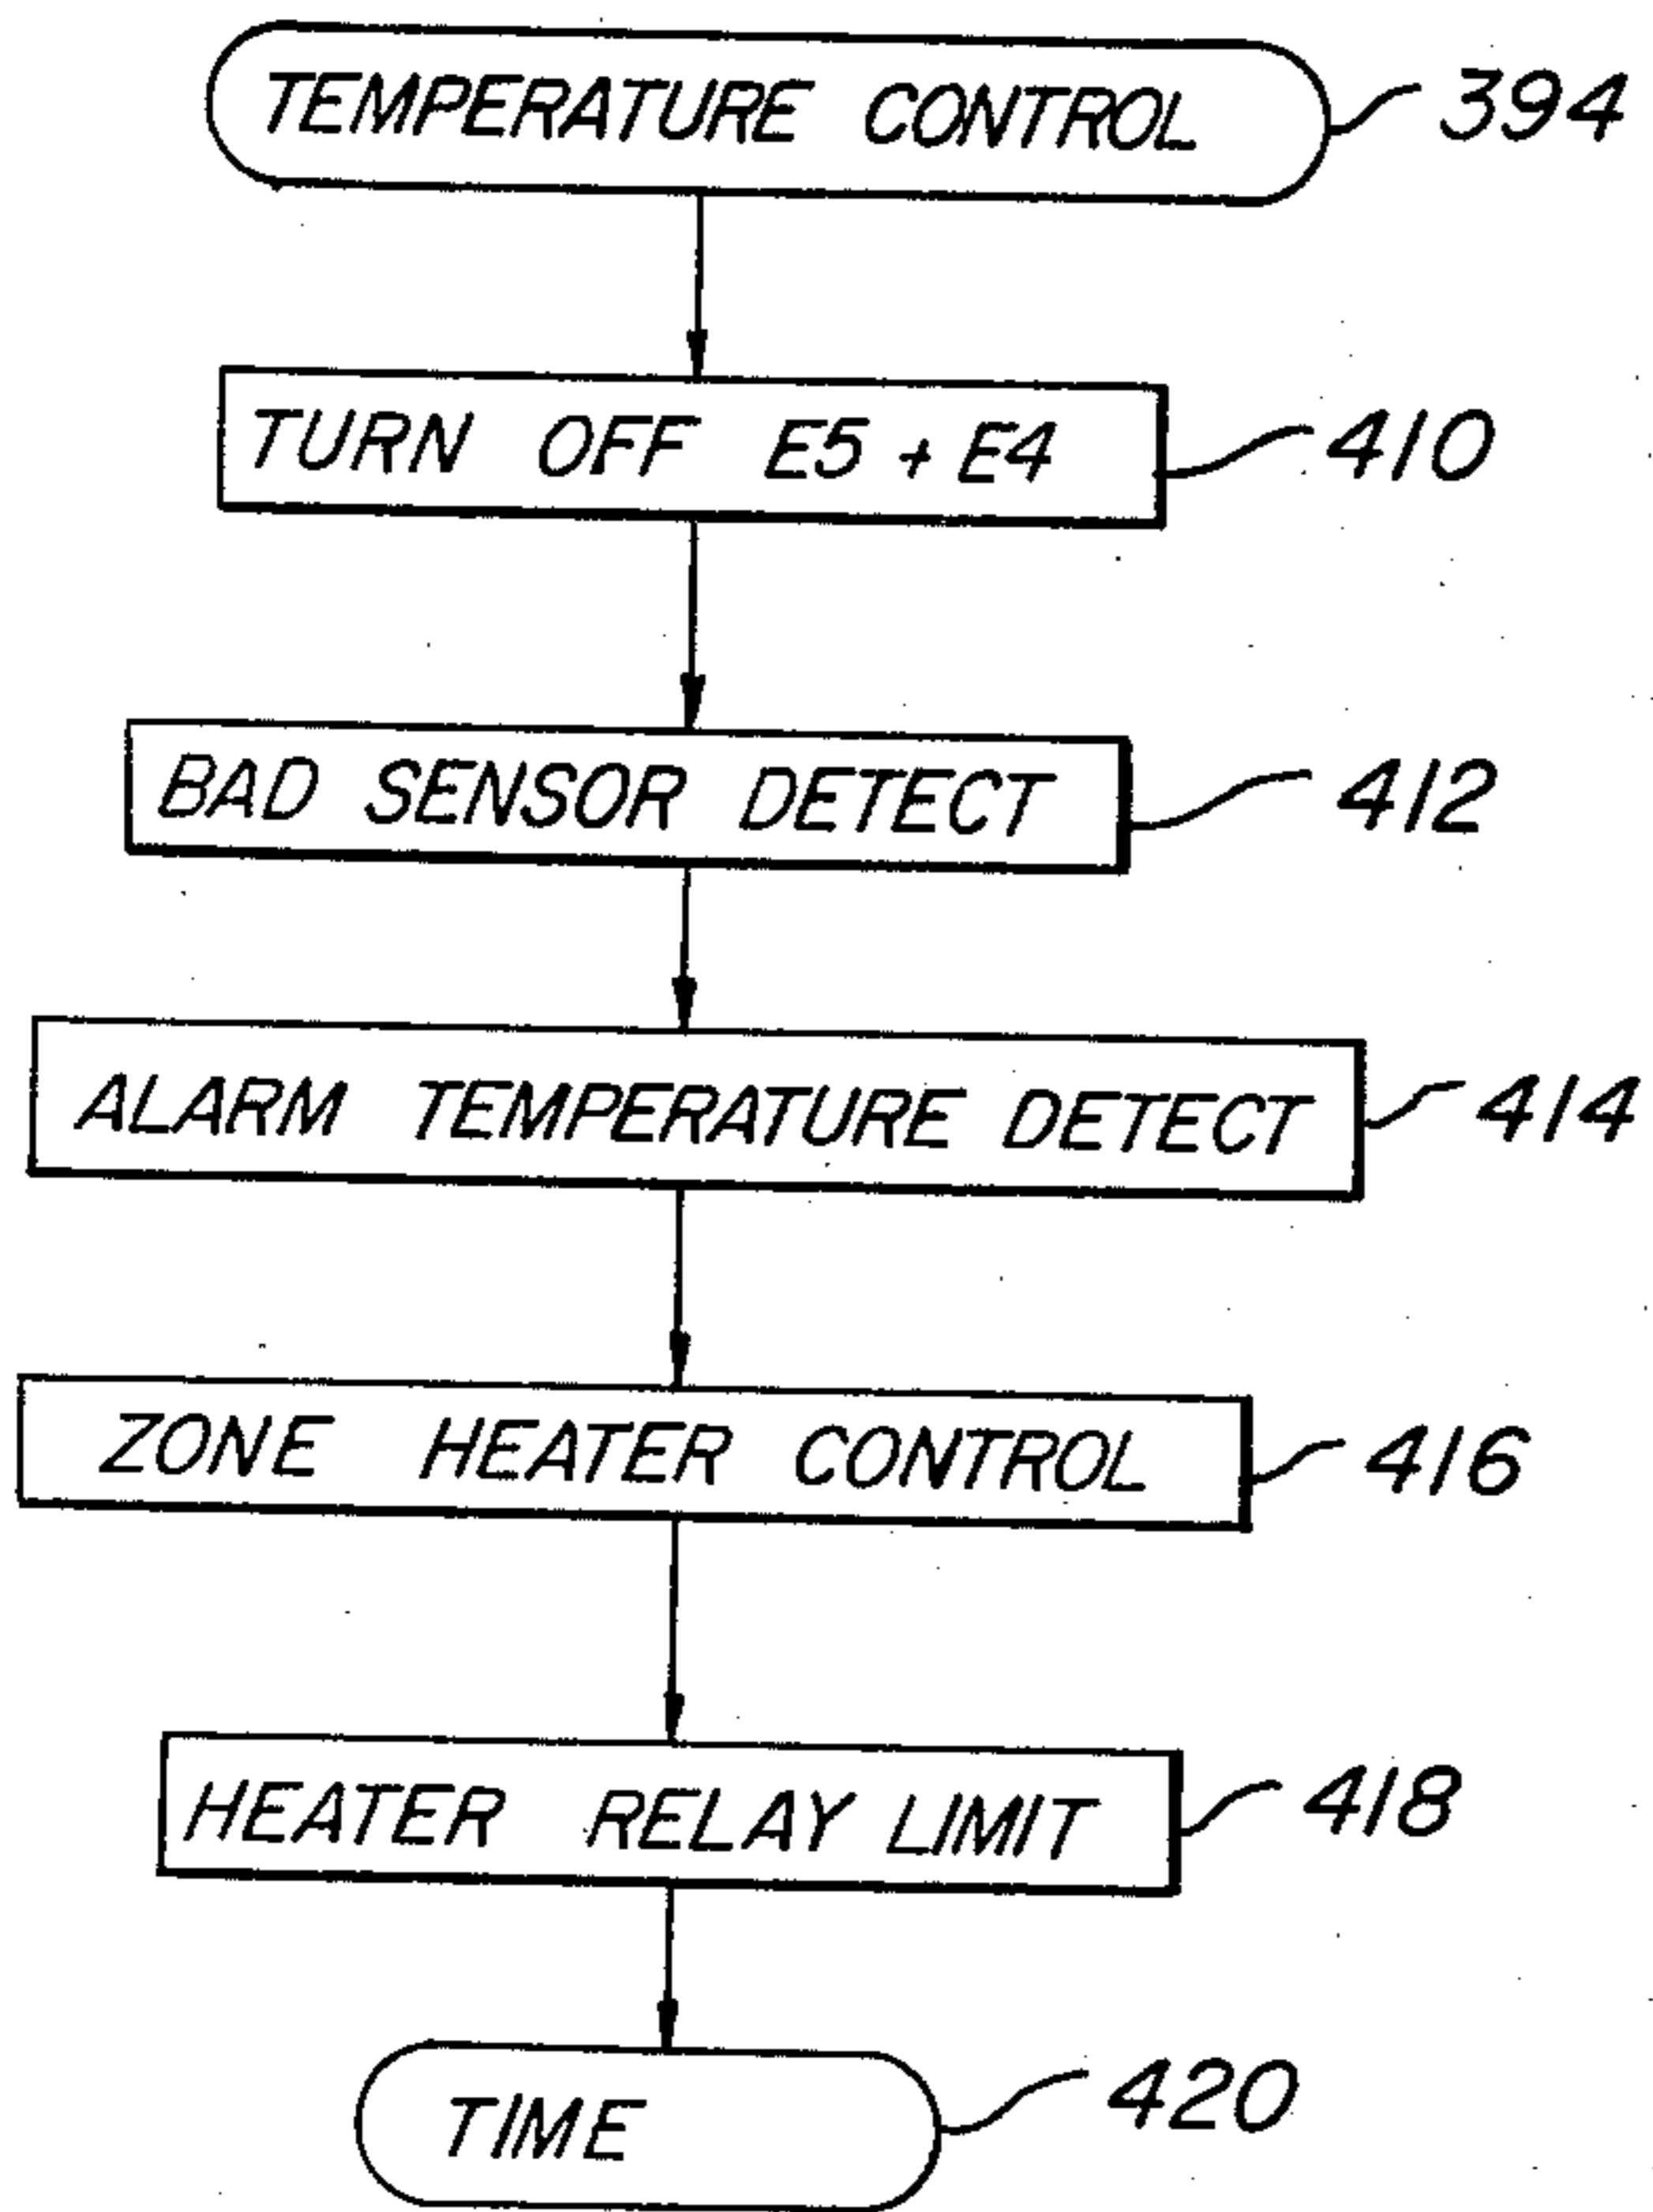 TEMPERATURE CONTROL 394
TURN OFF E5 + E4 410
BAD SENSOR DETECT 412
ALARM TEMPERATURE DETECT 414
ZONE HEATER CONTROL 416
HEATER RELAY LIMIT 418
TIME 420